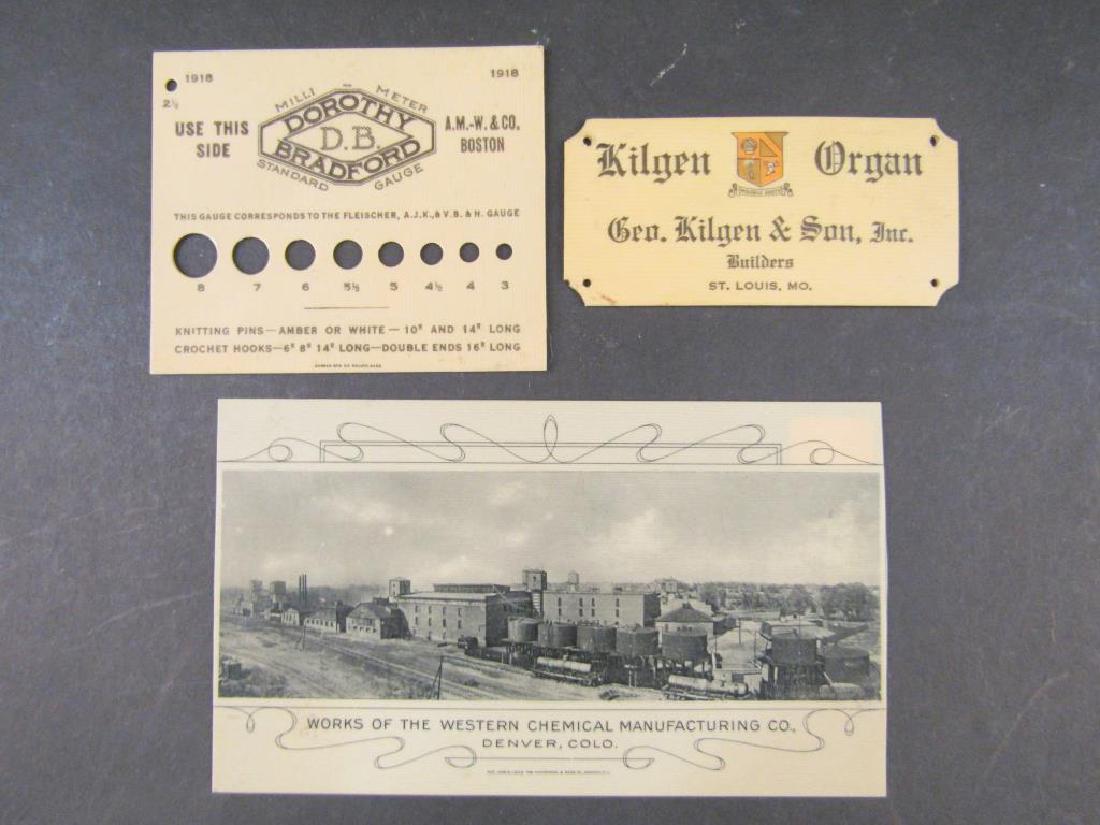 1918 1918
2½
MILLI METER
DOROTHY
D.B.
BRADFORD
STANDARD GAUGE
USE THIS
SIDE
A.M.-W. & CO.
BOSTON
THIS GAUGE CORRESPONDS TO THE FLEISCHER, A.J.K., & V.B. & H. GAUGE
8 7 6 5½ 5 4½ 4 3
KNITTING PINS—AMBER OR WHITE—10" AND 14" LONG
CROCHET HOOKS—6" 8" 14" LONG—DOUBLE ENDS 16" LONG
Kilgen Organ
Geo. Kilgen & Son, Inc.
Builders
ST. LOUIS, MO.
WORKS OF THE WESTERN CHEMICAL MANUFACTURING CO.,
DENVER, COLO.